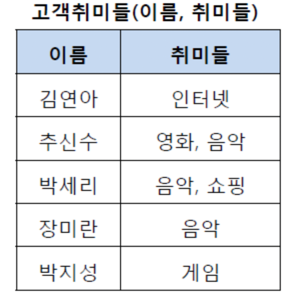 고객취미들(이름, 취미들)
이름 취미들
김연아 인터넷
추신수 영화, 음악
박세리 음악, 쇼핑
장미란 음악
박지성 게임